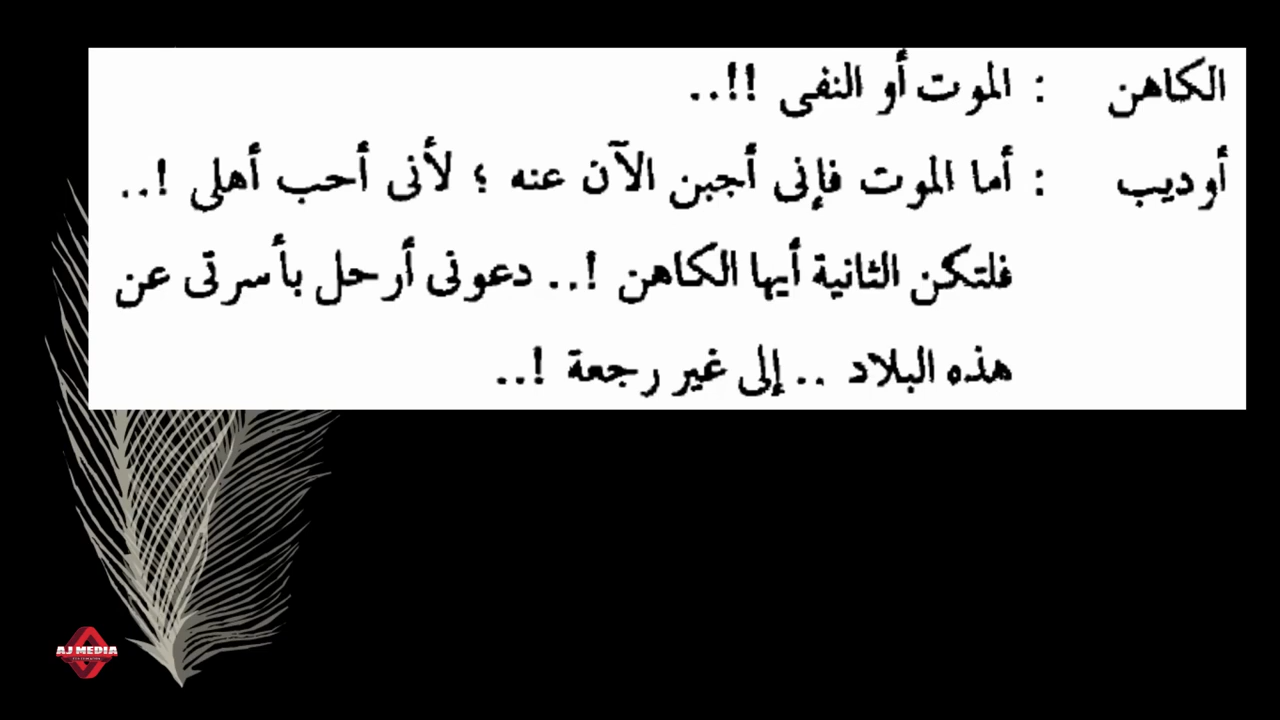 الكاهن : الموت أو النفى !!..
أوديب : أما الموت فإنى أجبن الآن عنه ؛ لأنى أحب أهلى !..
فلتكن الثانية أيها الكاهن !.. دعونى أرحل بأسرتى عن
هذه البلاد .. إلى غير رجعة !..
AJ MEDIA